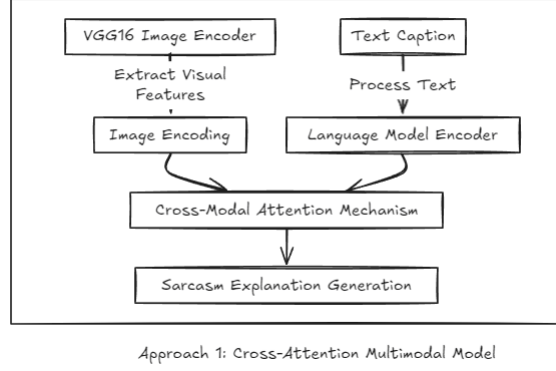 VGG16 Image Encoder
Text Caption
Extract Visual
Features
Process Text
Image Encoding
Language Model Encoder
Cross-Modal Attention Mechanism
Sarcasm Explanation Generation
Approach 1: Cross-Attention Multimodal Model